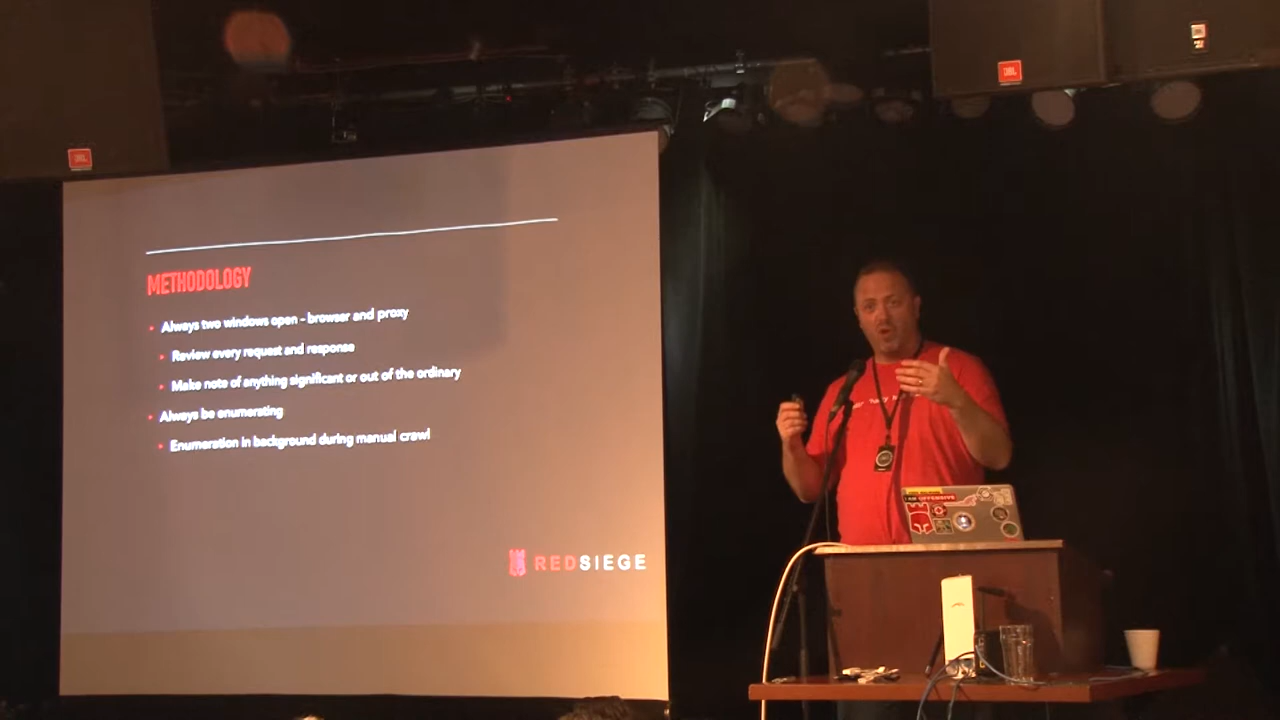 JBL
JBL
METHODOLOGY
Always two windows open - browser and proxy
Review every request and response
Make note of anything significant or out of the ordinary
Always be enumerating
Enumeration in background during manual crawl
REDSIEGE
OFFENSIVE